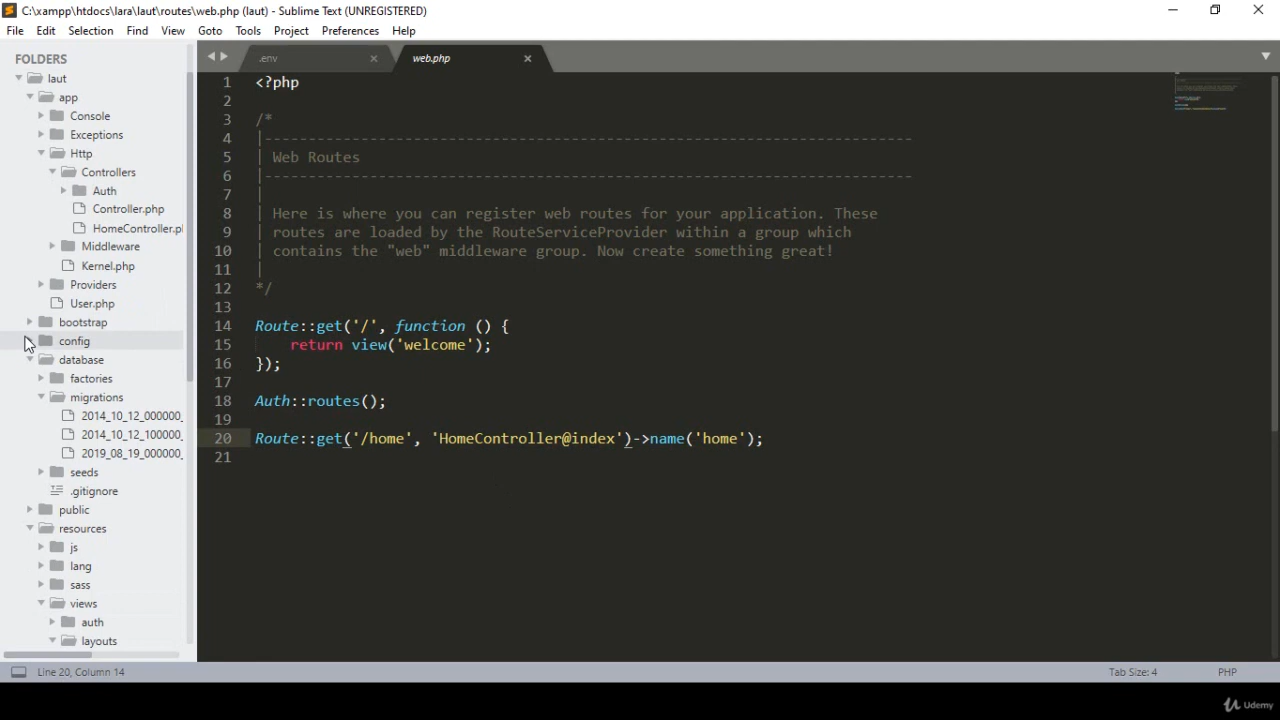 C:\xampp\htdocs\lara\laut\routes\web.php (laut) - Sublime Text (UNREGISTERED)
File Edit Selection Find View Goto Tools Project Preferences Help
FOLDERS
laut
app
Console
Exceptions
Http
Controllers
Auth
Controller.php
HomeController.pl
Middleware
Kernel.php
Providers
User.php
bootstrap
config
database
factories
migrations
2014_10_12_000000_
2014_10_12_100000_
2019_08_19_000000_
seeds
.gitignore
public
resources
js
lang
sass
views
auth
layouts
.env
web.php
1 <?php
2
3 /*
4 |--------------------------------------------------------------------------
5 | Web Routes
6 |--------------------------------------------------------------------------
7 |
8 | Here is where you can register web routes for your application. These
9 | routes are loaded by the RouteServiceProvider within a group which
10 | contains the "web" middleware group. Now create something great!
11 |
12 */
13
14 Route::get('/', function () {
15 return view('welcome');
16 });
17
18 Auth::routes();
19
20 Route::get('/home', 'HomeController@index')->name('home');
21
Line 20, Column 14
Tab Size: 4
PHP
Udemy